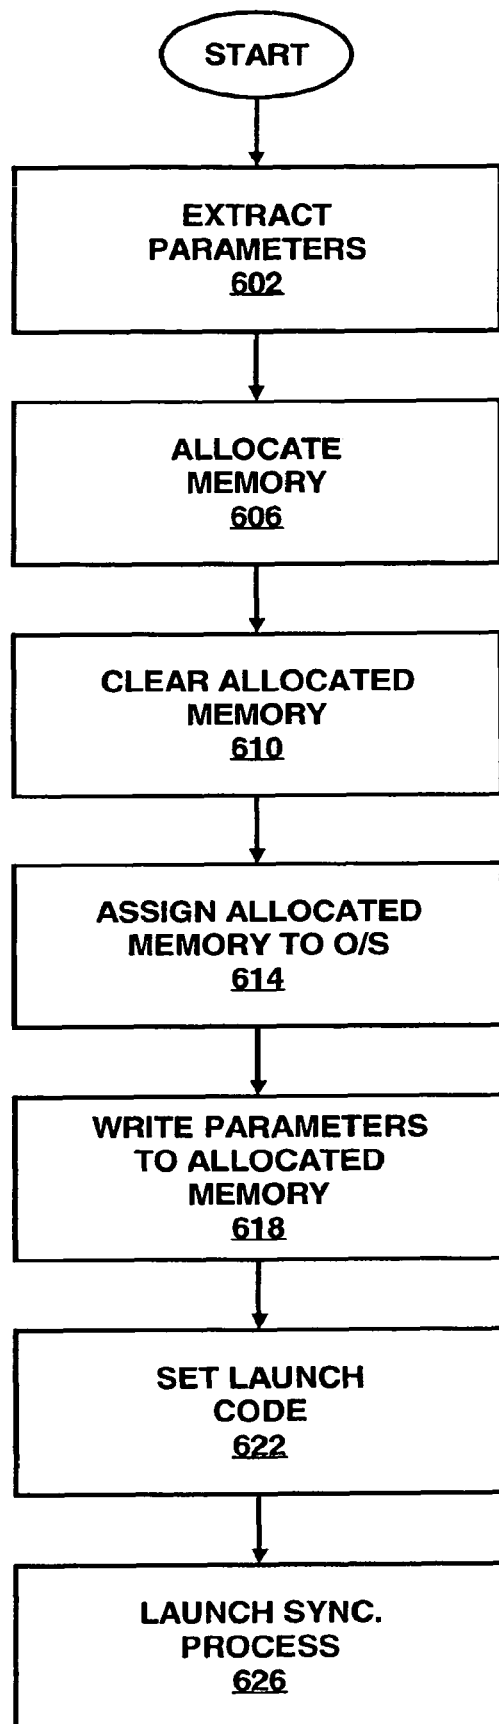 START
EXTRACT
PARAMETERS
602
ALLOCATE
MEMORY
606
CLEAR ALLOCATED
MEMORY
610
ASSIGN ALLOCATED
MEMORY TO O/S
614
WRITE PARAMETERS
TO ALLOCATED
MEMORY
618
SET LAUNCH
CODE
622
LAUNCH SYNC.
PROCESS
626